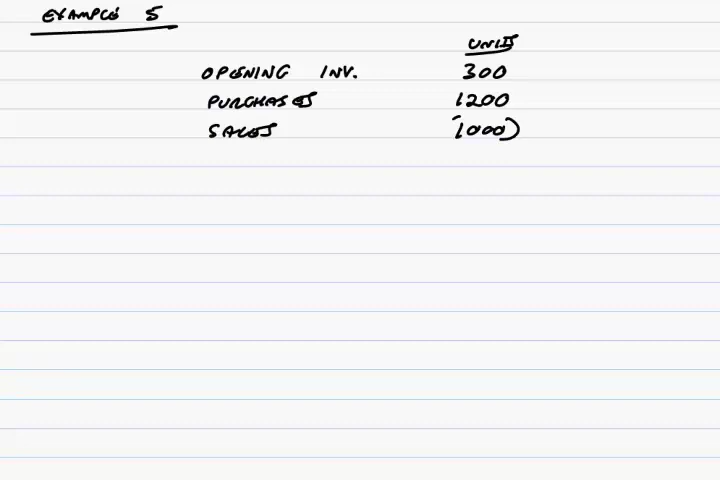 EXAMPLE 5
UNITS
OPENING INV. 300
PURCHASES 1200
SALES (1000)